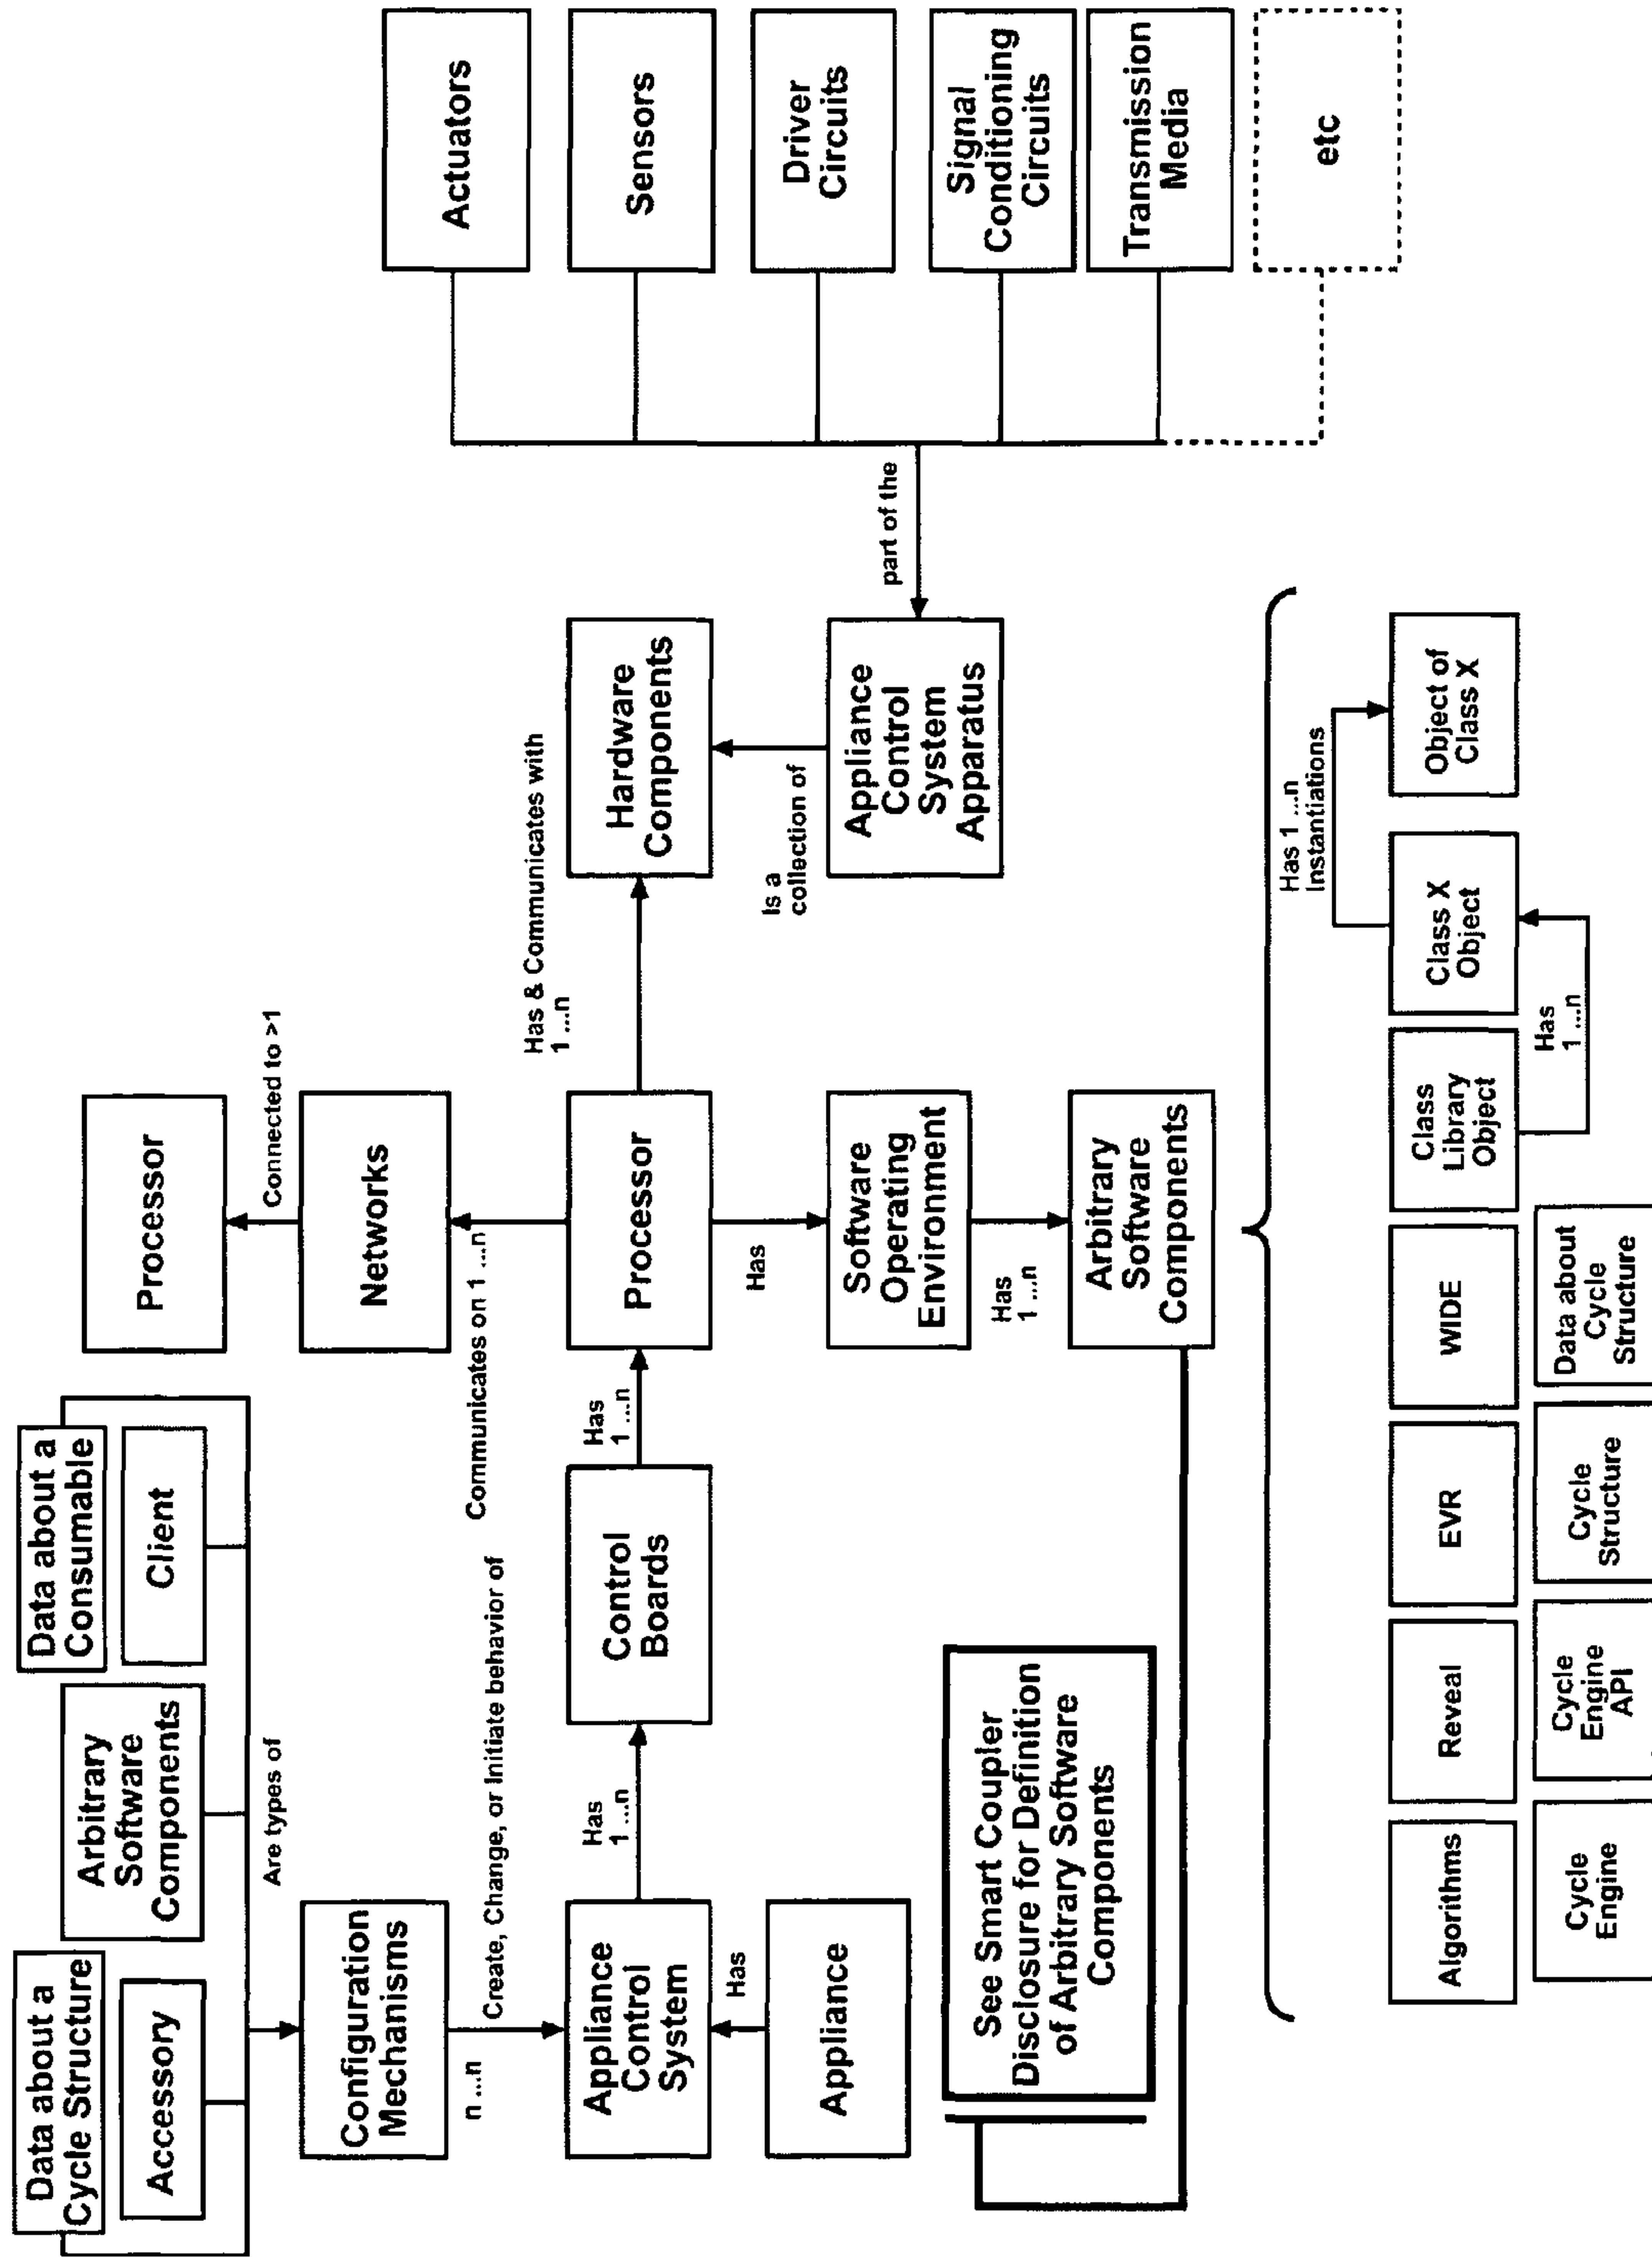 Data about a
Cycle Structure
Accessory
Arbitrary
Software
Components
Data about a
Consumable
Client
Are types of
Configuration
Mechanisms
n ...n
Create, Change, or Initiate behavior of
Appliance
Control
System
Has
Appliance
Has
1 ...n
Control
Boards
Has
1 ...n
Processor
Connected to >1
Networks
Communicates on 1 ...n
Processor
Has
Software
Operating
Environment
Has
1 ...n
Arbitrary
Software
Components
Has & Communicates with
1 ...n
Hardware
Components
Is a
collection of
Appliance
Control
System
Apparatus
part of the
Actuators
Sensors
Driver
Circuits
Signal
Conditioning
Circuits
Transmission
Media
etc
See Smart Coupler
Disclosure for Definition
of Arbitrary Software
Components
Algorithms
Reveal
EVR
WIDE
Class
Library
Object
Class X
Object
Object of
Class X
Has 1 ...n
Instantiations
Has
1 ...n
Cycle
Engine
Cycle
Engine
API
Cycle
Structure
Data about
Cycle
Structure